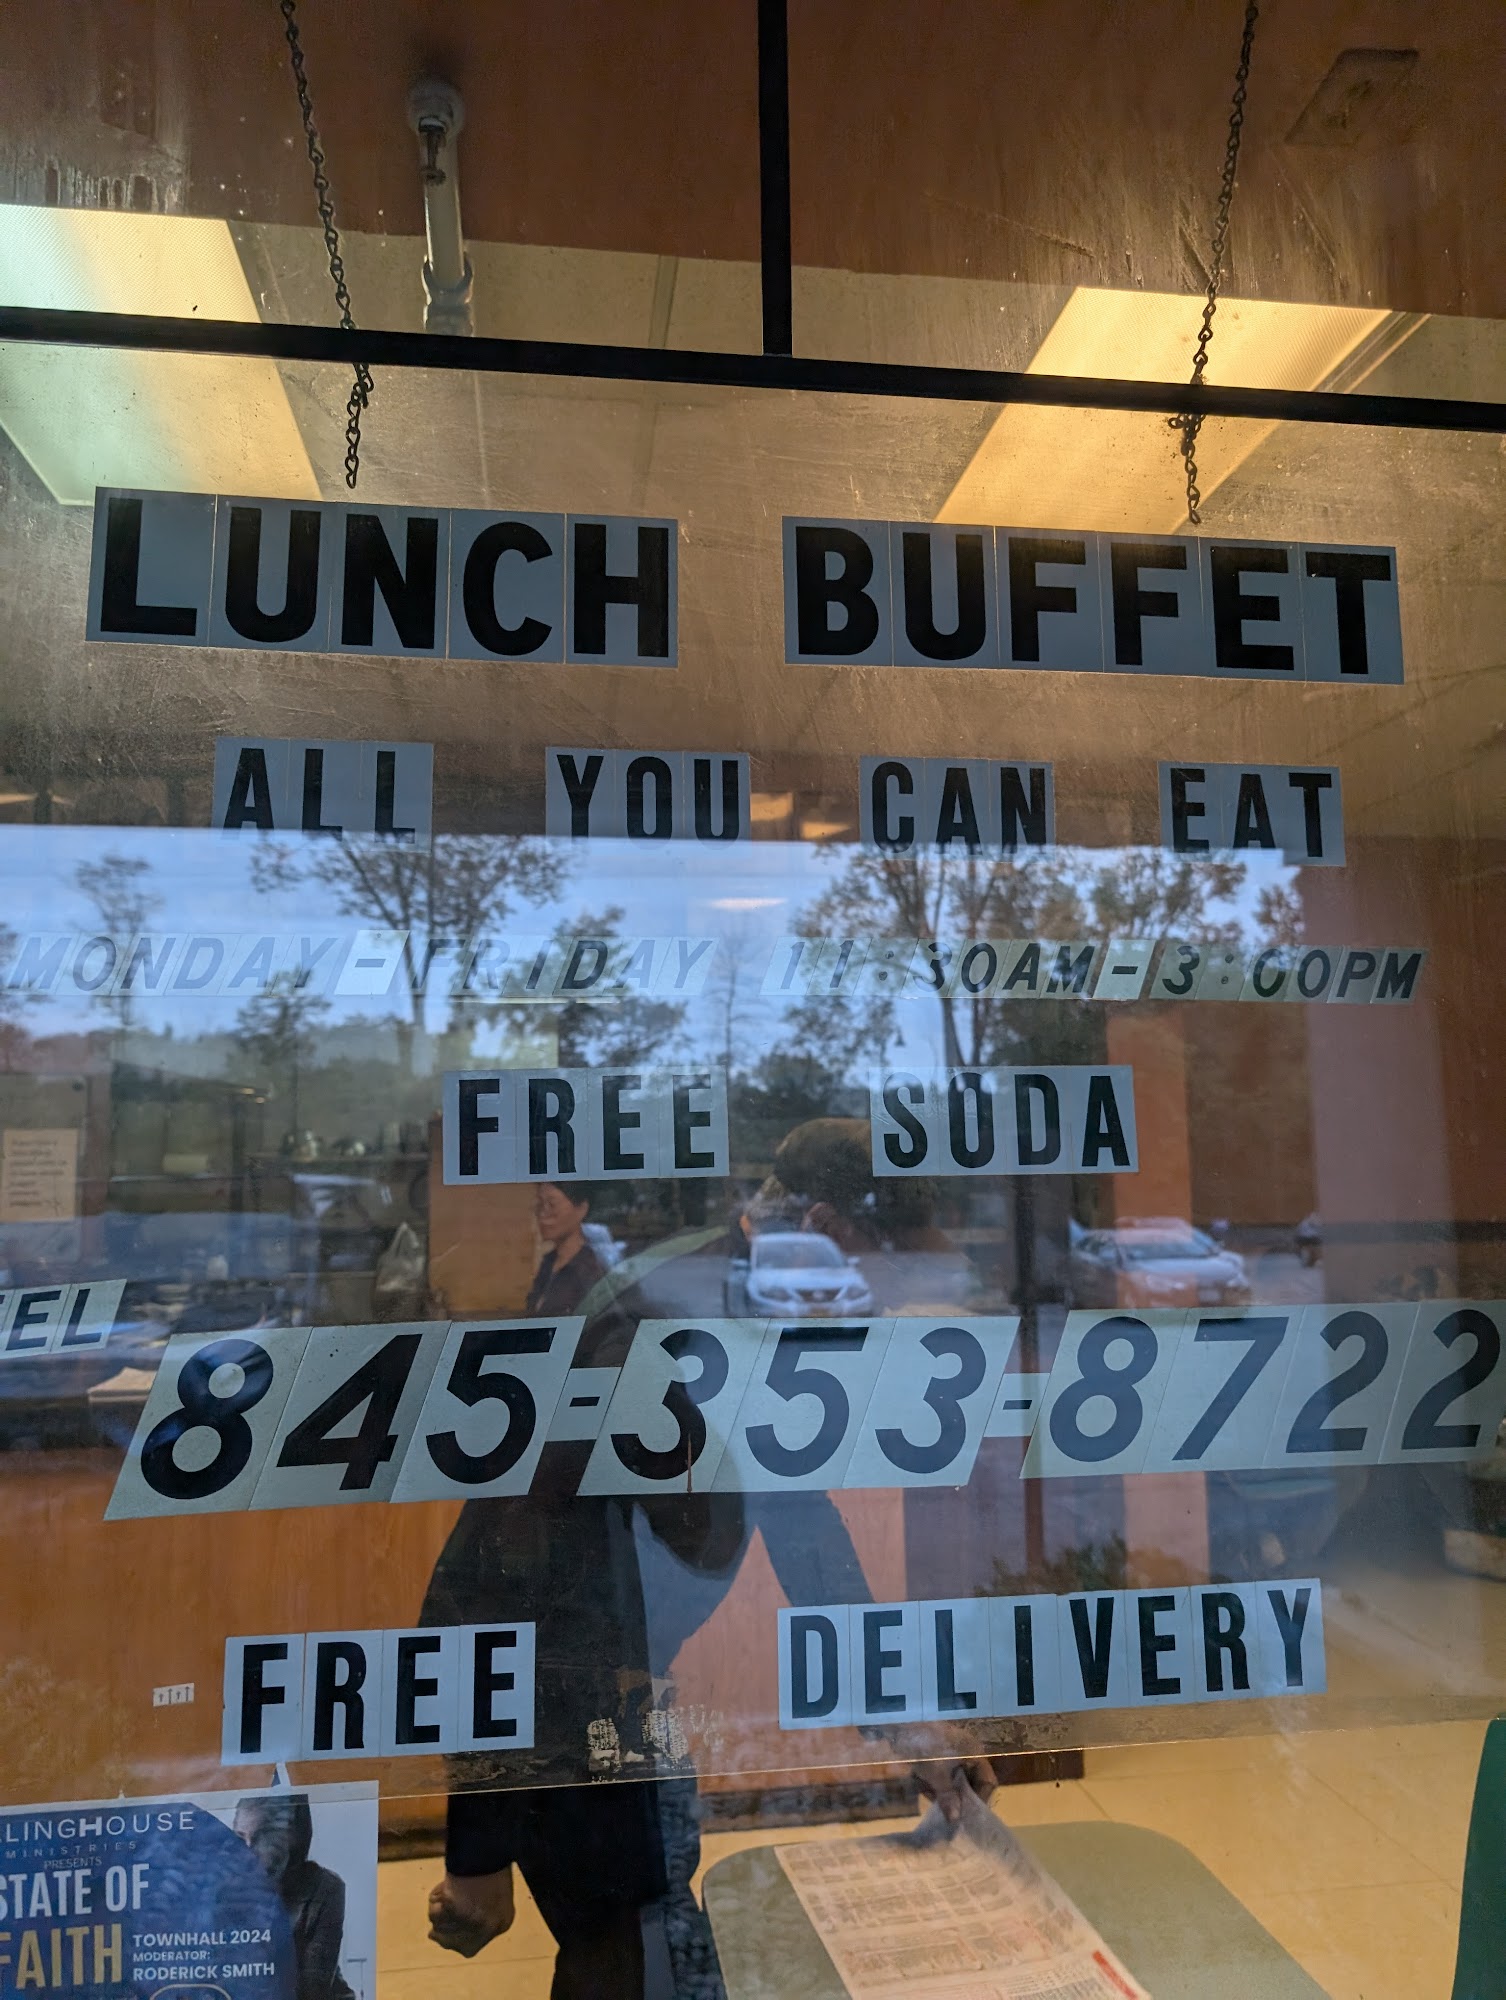 LUNCH BUFFET
ALL YOU CAN EAT
MONDAY-FRIDAY 11:30AM-3:00PM
FREE SODA
EL 845-353-8722
FREE DELIVERY
LINGHOUSE
MINISTRIES
PRESENTS
STATE OF
FAITH
TOWNHALL 2024
MODERATOR:
RODERICK SMITH